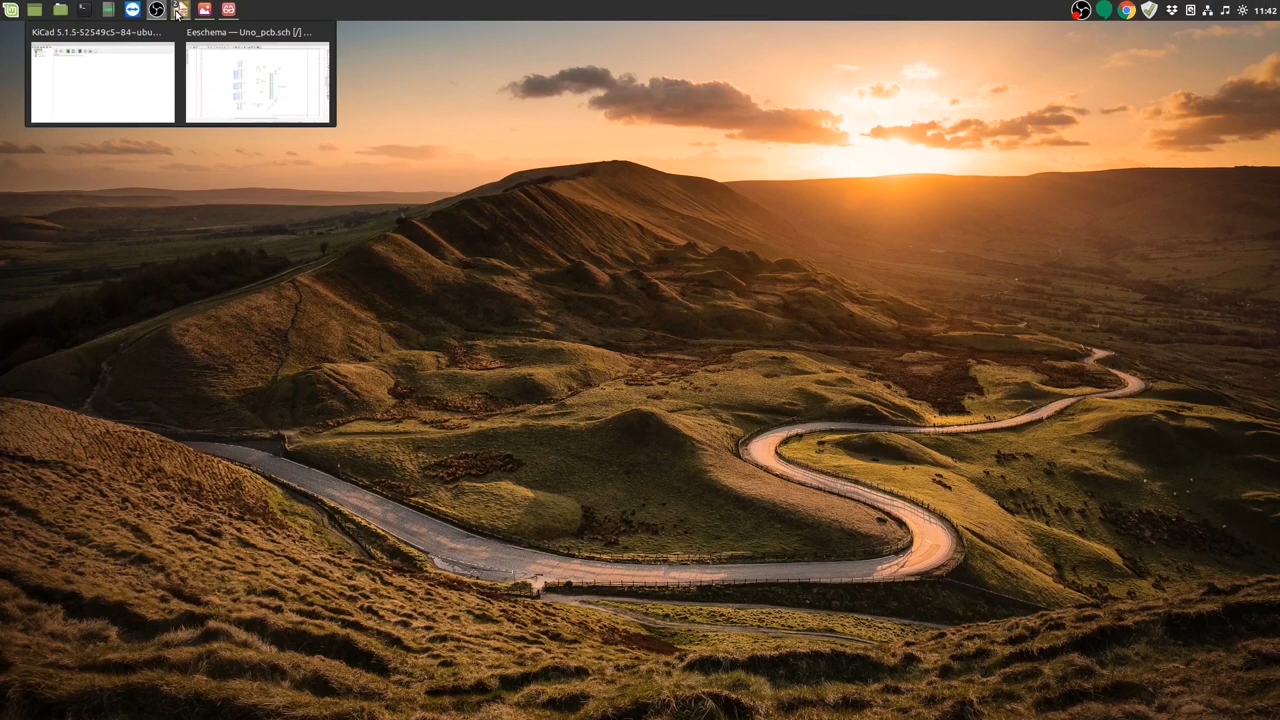 11:42
KiCad 5.1.5-52549c5~84~ubu...
Eeschema — Uno_pcb.sch [/] ...